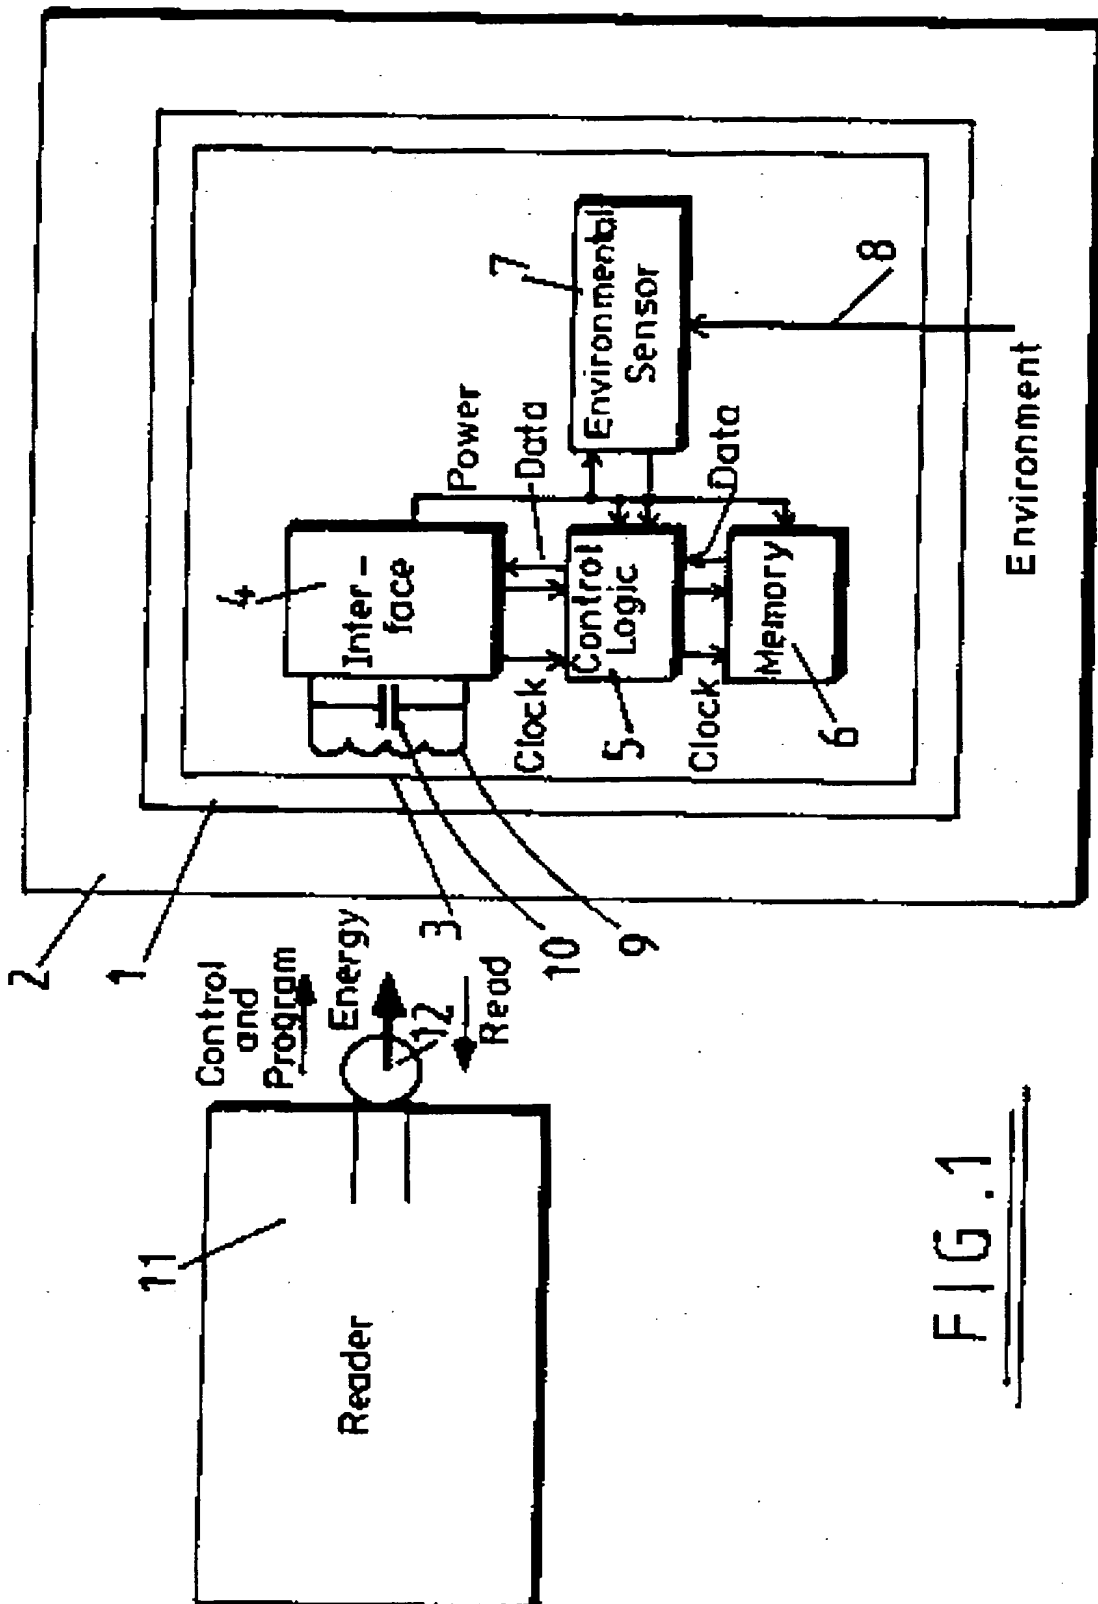 2
1
Control
and
Program
Energy
12
Read
3
10
9
11
Reader
4
Inter-
face
Power
Data
7
Environmental
Sensor
Clock
5
Control
Logic
Data
Clock
6
Memory
8
Environment
FIG.1